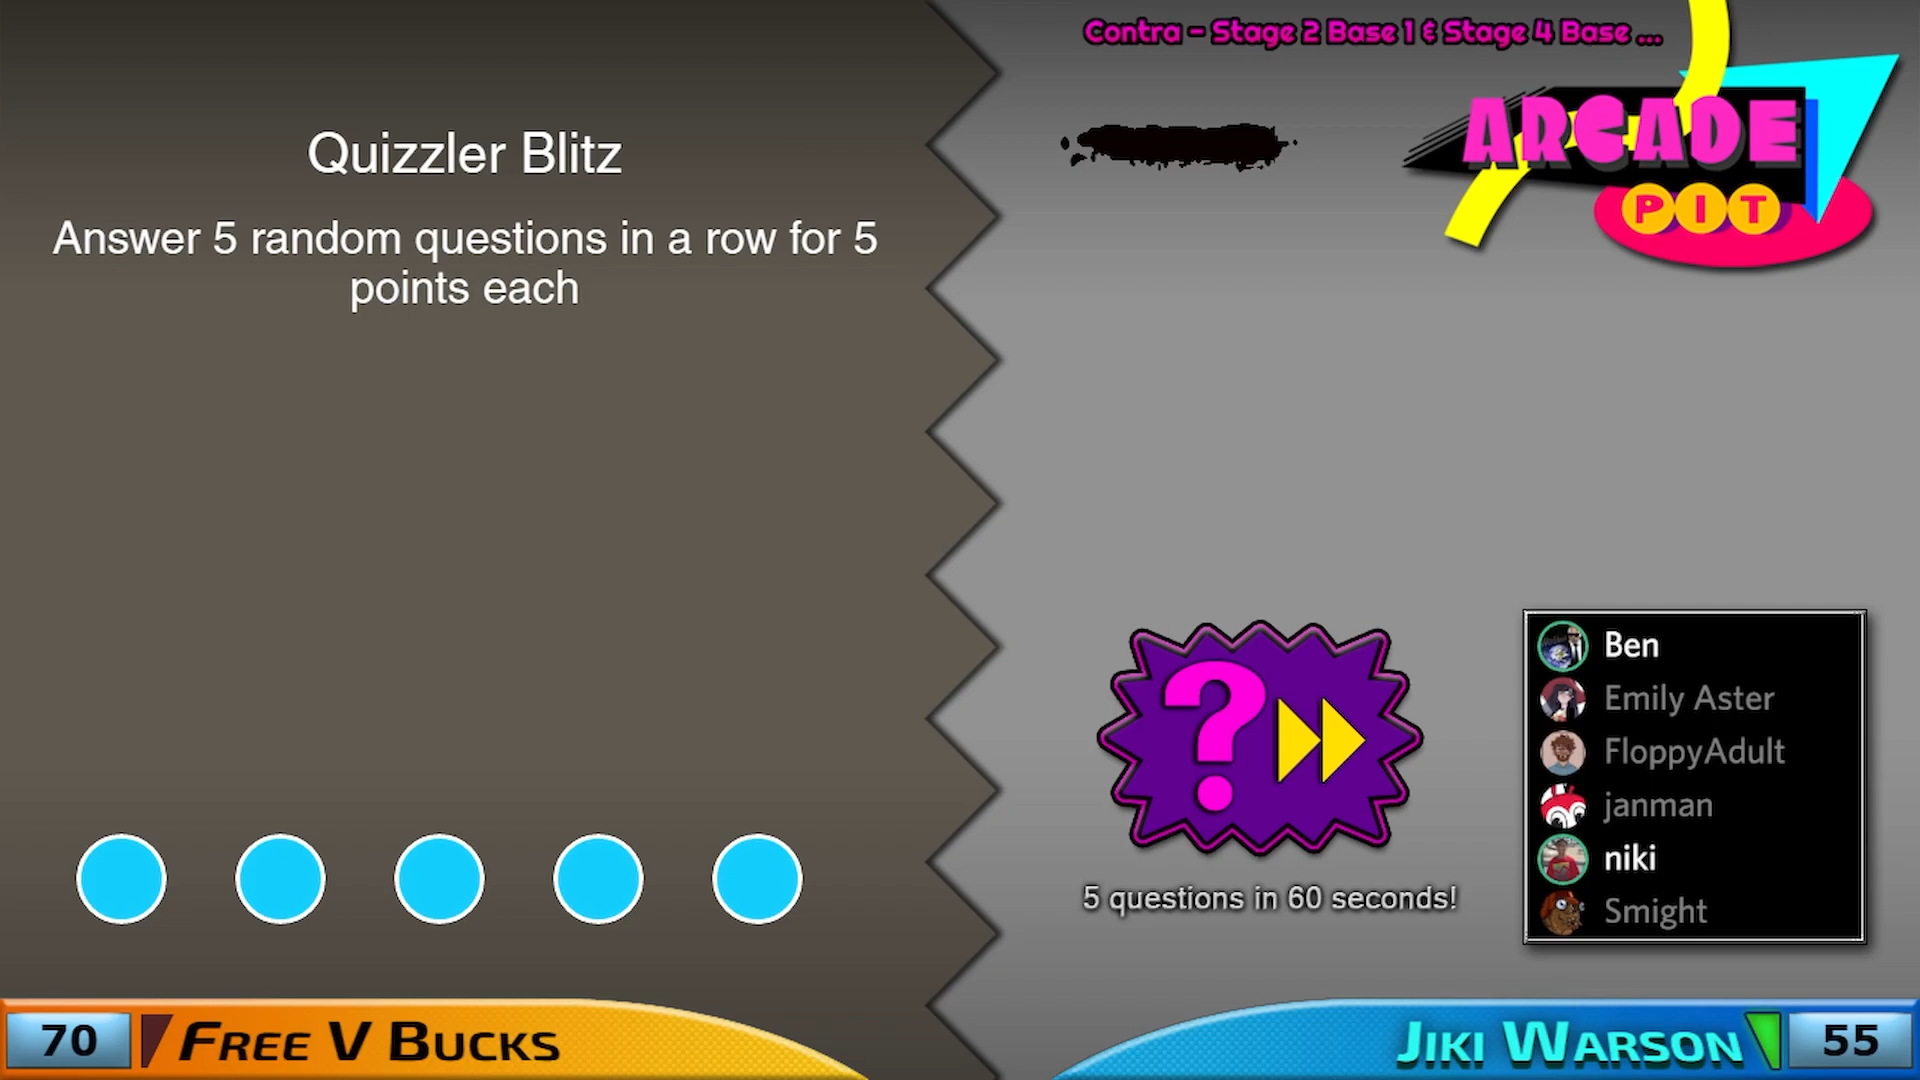 Contra - Stage 2 Base 1 & Stage 4 Base ...
ARCADE
PIT
Quizzler Blitz
Answer 5 random questions in a row for 5
points each
?
5 questions in 60 seconds!
Ben
Emily Aster
FloppyAdult
janman
niki
Smight
70
FREE V BUCKS
JIKI WARSON
55